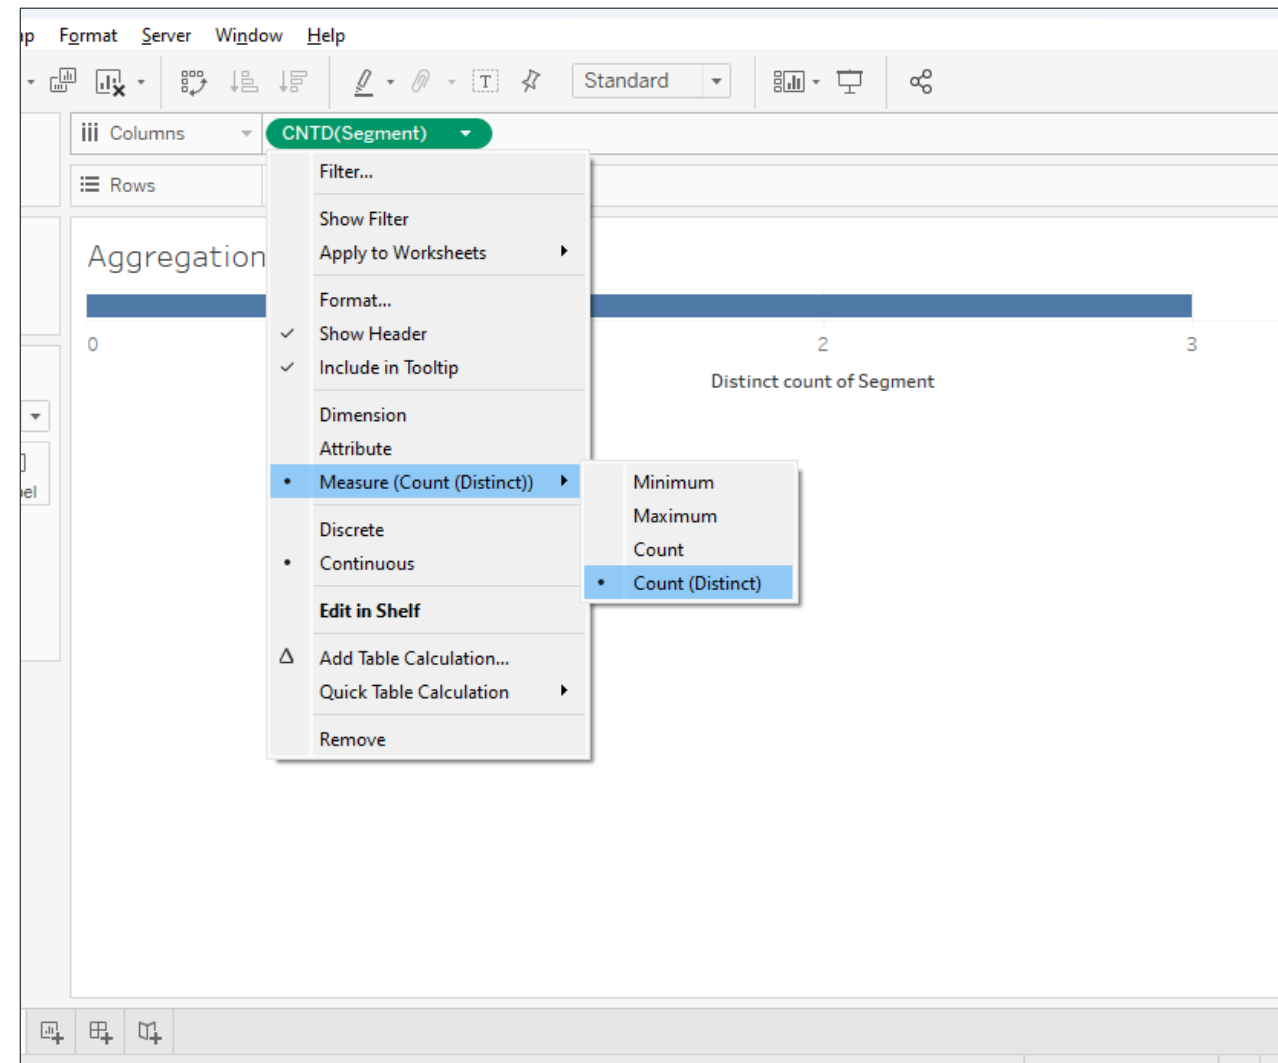 Format Server Window Help
Standard
Columns CNTD(Segment)
Rows
Aggregation
0 2 3
Distinct count of Segment
Filter...
Show Filter
Apply to Worksheets
Format...
Show Header
Include in Tooltip
Dimension
Attribute
Measure (Count (Distinct))
Discrete
Continuous
Edit in Shelf
Add Table Calculation...
Quick Table Calculation
Remove
Minimum
Maximum
Count
Count (Distinct)